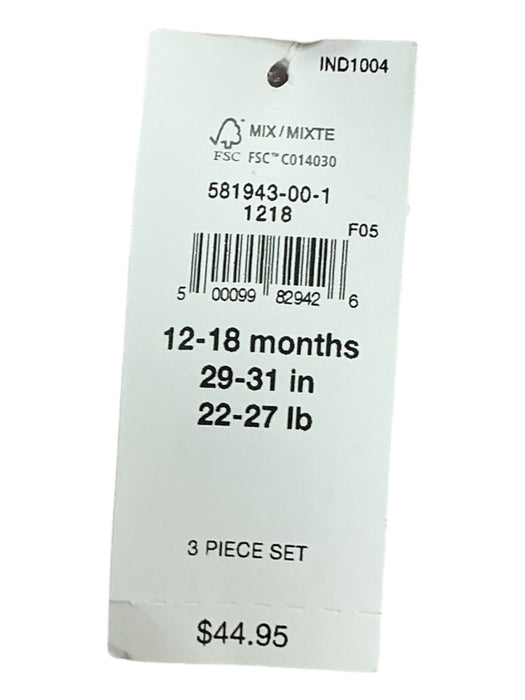 IND1004
MIX/MIXTE
FSC FSC™ C014030
581943-00-1
1218
F05
5 00099 82942 6
12-18 months
29-31 in
22-27 lb
3 PIECE SET
$44.95